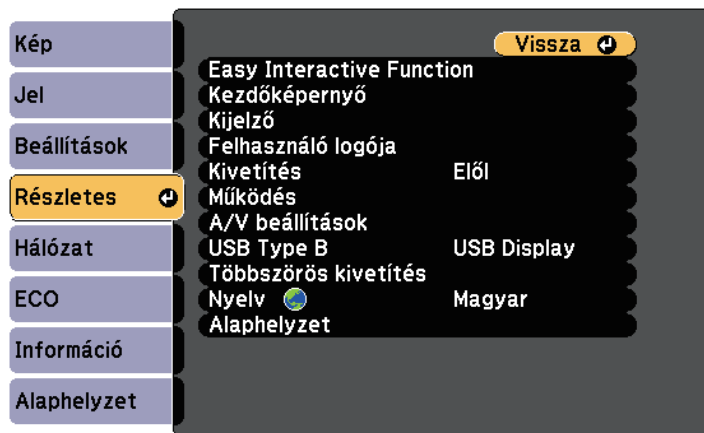 Kép
Jel
Beállítások
Részletes
Hálózat
ECO
Információ
Alaphelyzet
Vissza
Easy Interactive Function
Kezdőképernyő
Kijelző
Felhasználó logója
Kivetítés Elől
Működés
A/V beállítások
USB Type B USB Display
Többszörös kivetítés
Nyelv Magyar
Alaphelyzet